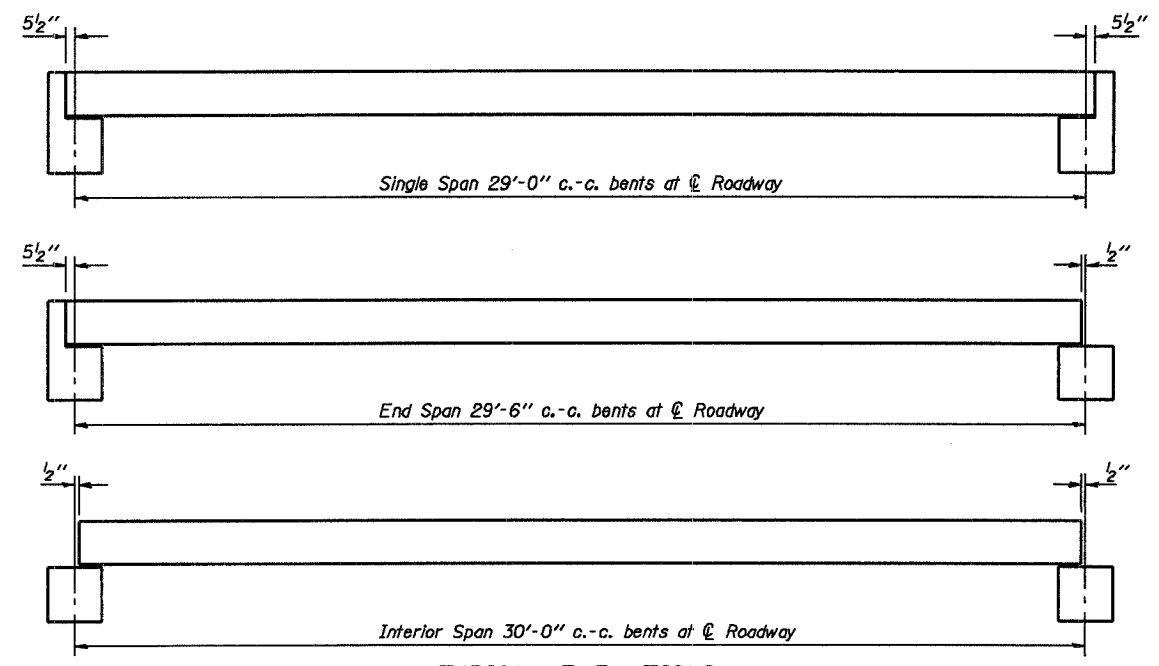 5½" 5½"
Single Span 29'-0" c.-c. bents at ℄ Roadway
5½" ½"
End Span 29'-6" c.-c. bents at ℄ Roadway
½" ½"
Interior Span 30'-0" c.-c. bents at ℄ Roadway